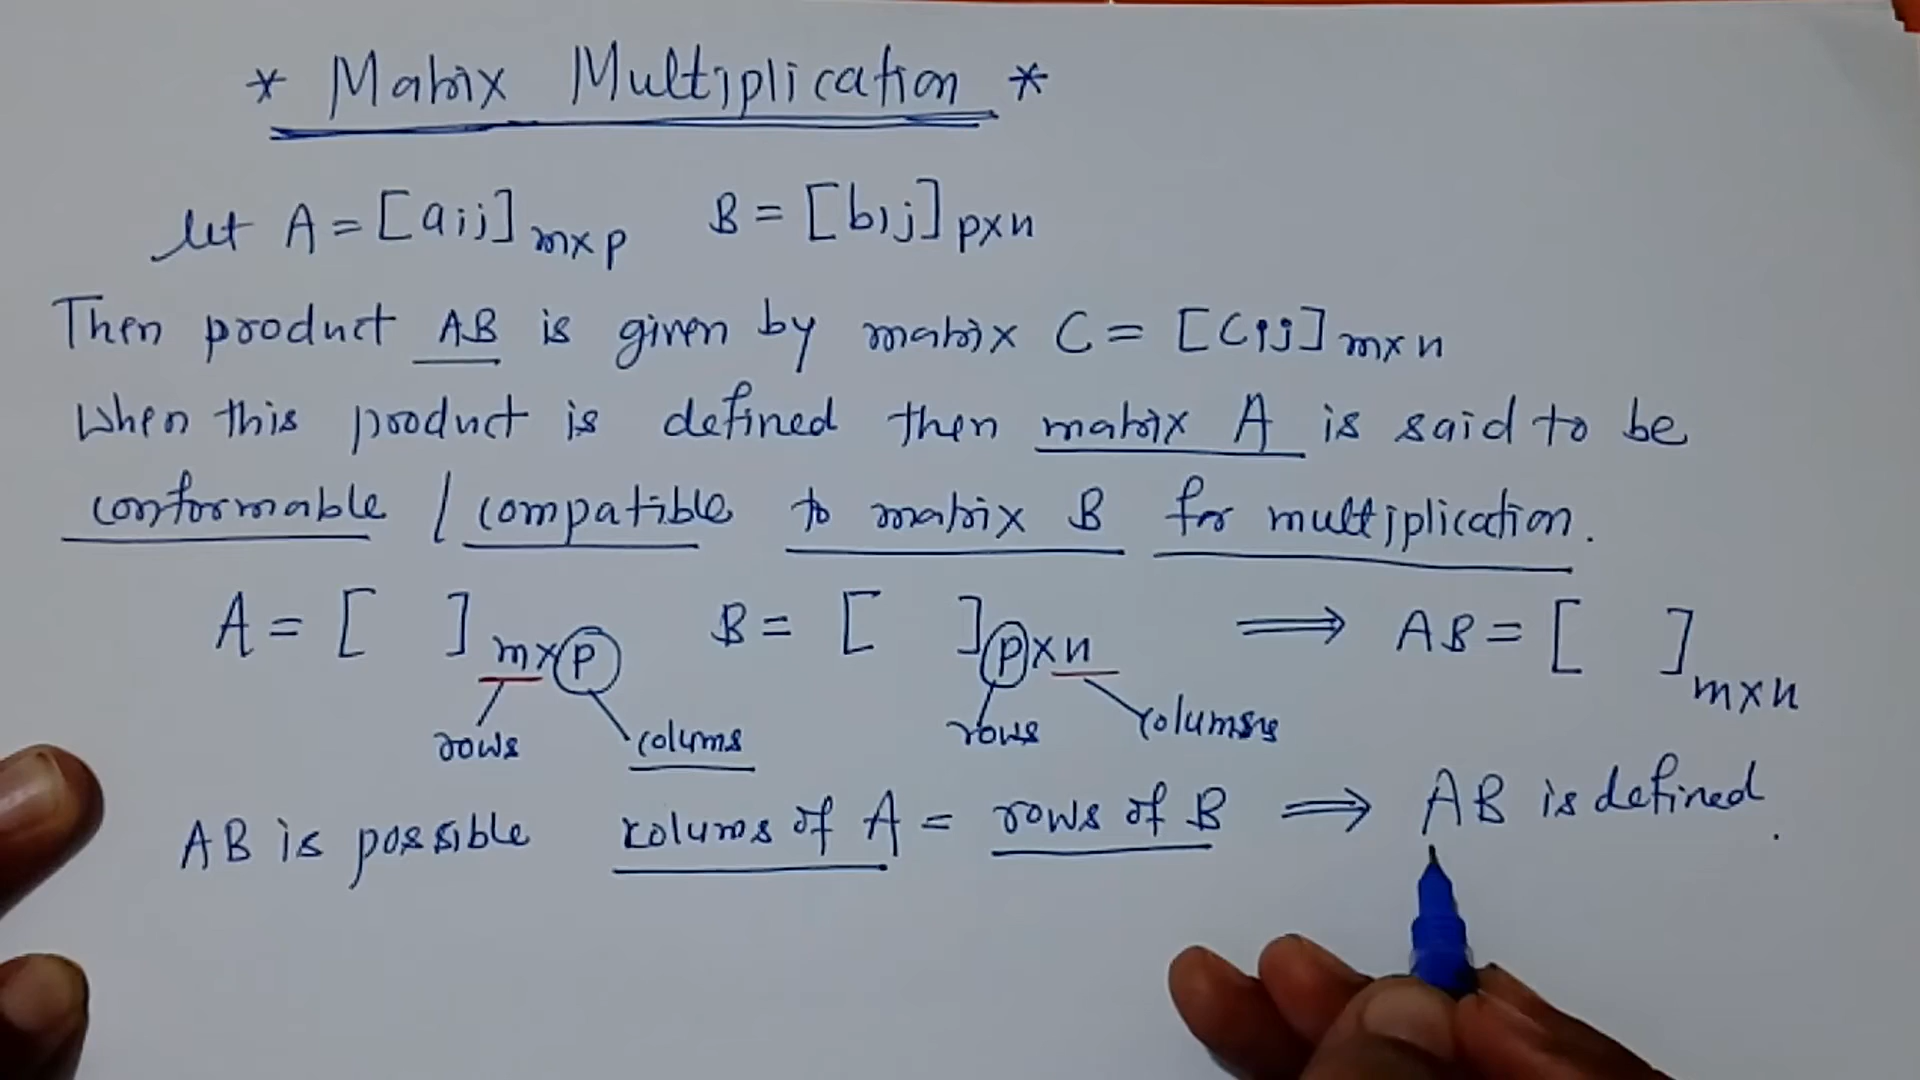 * Matrix Multiplication *
let A = [aij] m×p B = [bij] p×n
Then product AB is given by matrix C = [Cij] m×n
When this product is defined then matrix A is said to be
conformable / compatible to matrix B for multiplication.
A = [ ] m×p B = [ ] p×n ⟹ AB = [ ] m×n
rows colums rows columsns
AB is possible colums of A = rows of B ⟹ AB is defined.